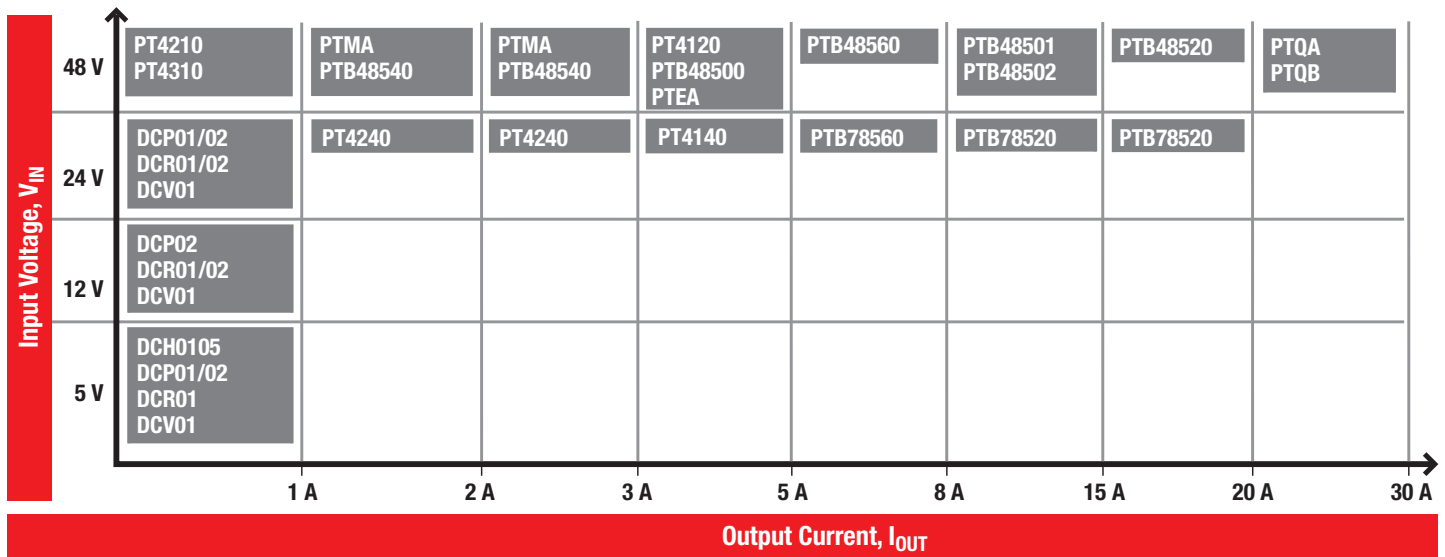 Input Voltage, VIN
48 V
PT4210
PT4310
PTMA
PTB48540
PTMA
PTB48540
PT4120
PTB48500
PTEA
PTB48560
PTB48501
PTB48502
PTB48520
PTQA
PTQB
24 V
DCP01/02
DCR01/02
DCV01
PT4240
PT4240
PT4140
PTB78560
PTB78520
PTB78520
12 V
DCP02
DCR01/02
DCV01
5 V
DCH0105
DCP01/02
DCR01
DCV01
1 A
2 A
3 A
5 A
8 A
15 A
20 A
30 A
Output Current, IOUT